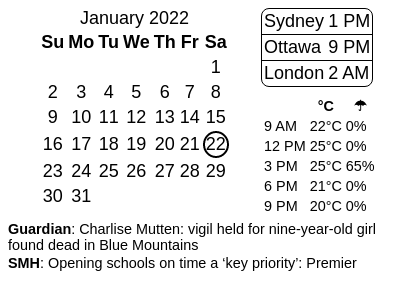 January 2022
Su Mo Tu We Th Fr Sa
1
2 3 4 5 6 7 8
9 10 11 12 13 14 15
16 17 18 19 20 21 22
23 24 25 26 27 28 29
30 31
Sydney 1 PM
Ottawa 9 PM
London 2 AM
°C ☂
9 AM 22°C 0%
12 PM 25°C 0%
3 PM 25°C 65%
6 PM 21°C 0%
9 PM 20°C 0%
Guardian: Charlise Mutten: vigil held for nine-year-old girl
found dead in Blue Mountains
SMH: Opening schools on time a ‘key priority’: Premier